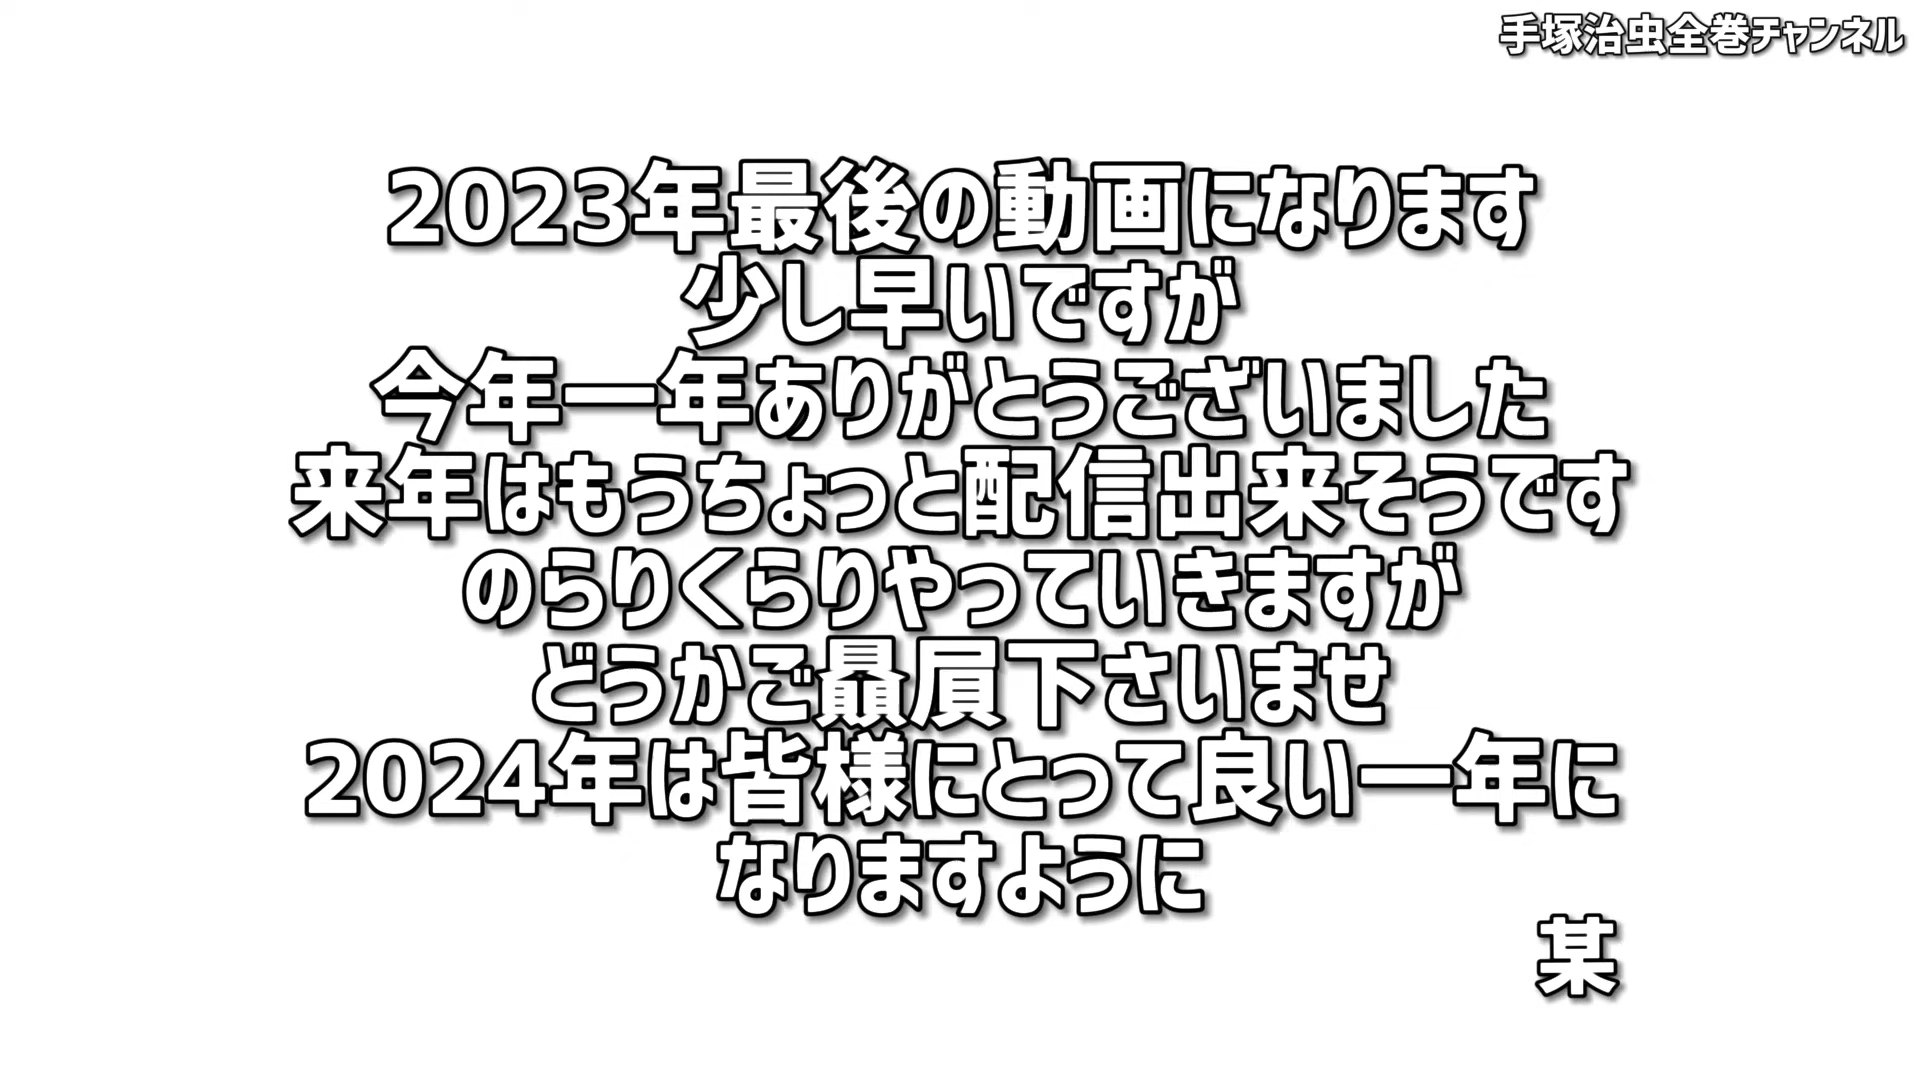 手塚治虫全巻チャンネル
2023年最後の動画になります
少し早いですが
今年一年ありがとうございました
来年はもうちょっと配信出来そうです
のらりくらりやっていきますが
どうかご贔屓下さいませ
2024年は皆様にとって良い一年に
なりますように
某